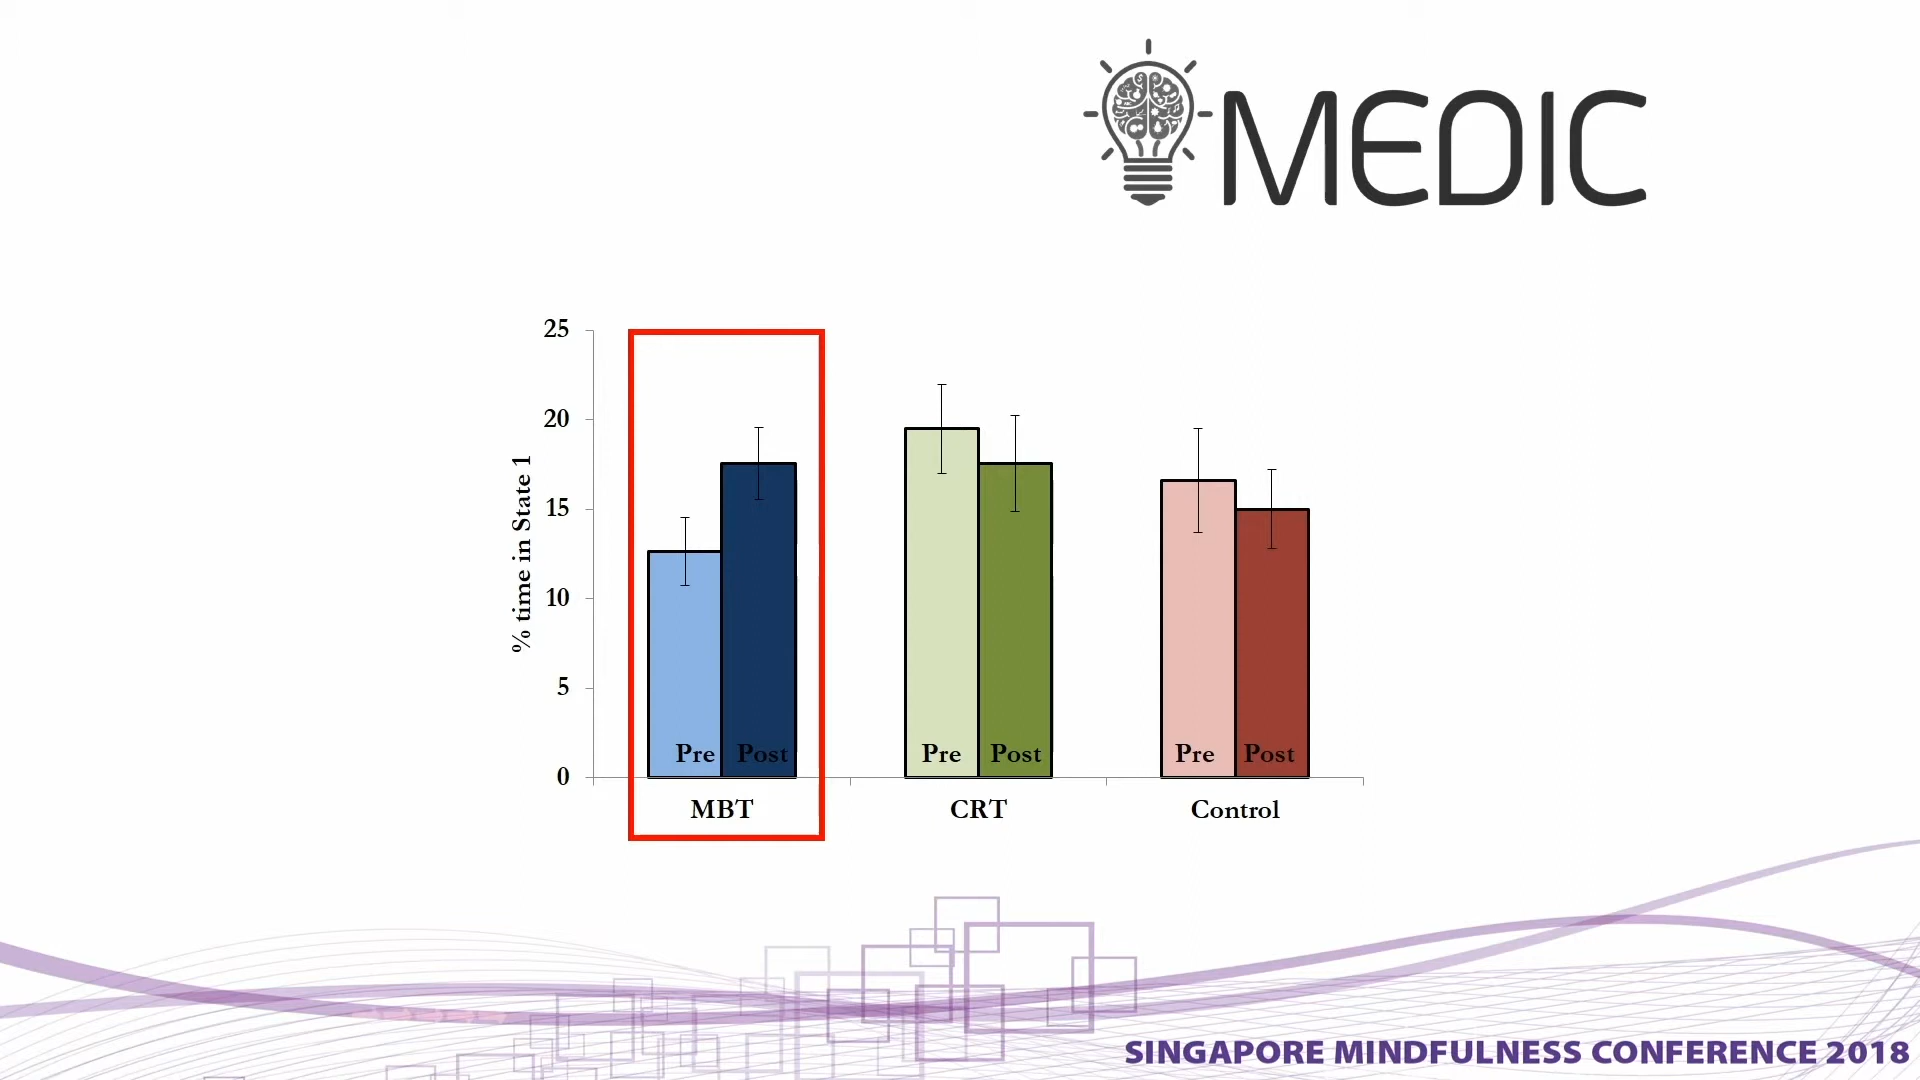 MEDIC
% time in State 1
25
20
15
10
5
0
Pre Post
Pre Post
Pre Post
MBT
CRT
Control
SINGAPORE MINDFULNESS CONFERENCE 2018